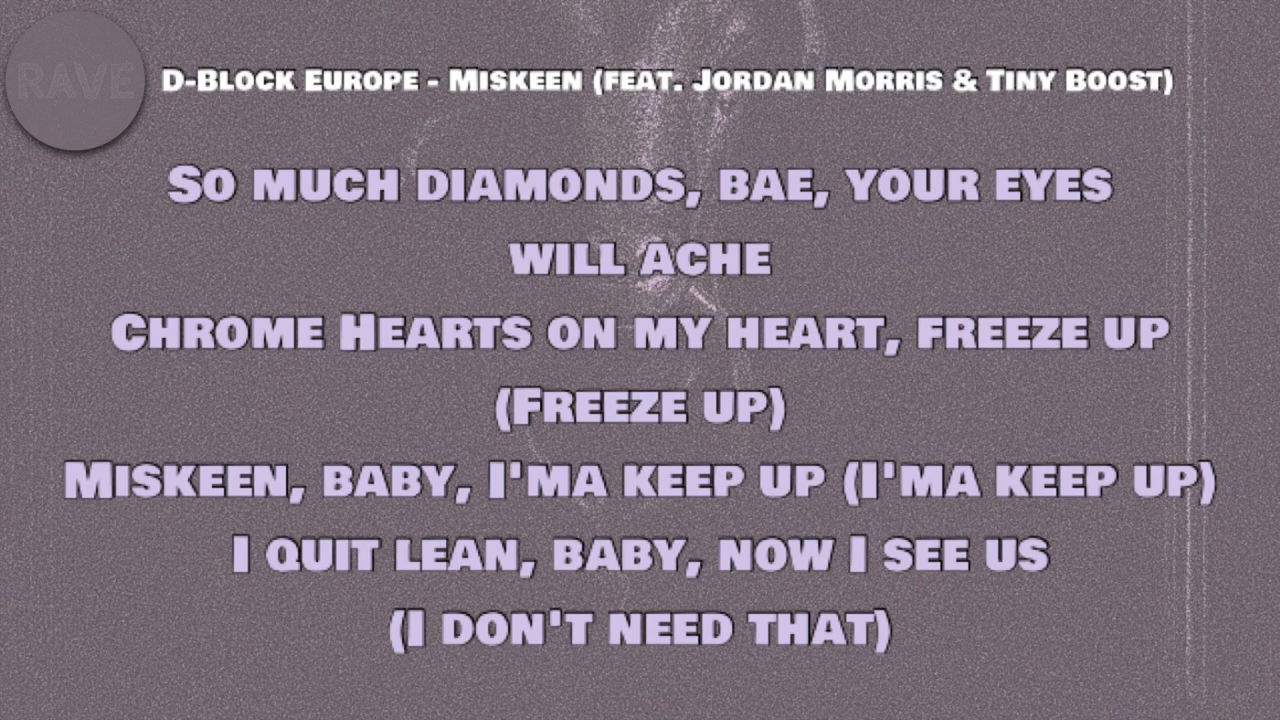 RAVE
D-Block Europe - Miskeen (feat. Jordan Morris & Tiny Boost)
So much diamonds, bae, your eyes
will ache
Chrome Hearts on my heart, freeze up
(Freeze up)
Miskeen, baby, I'ma keep up (I'ma keep up)
I quit lean, baby, now I see us
(I don't need that)